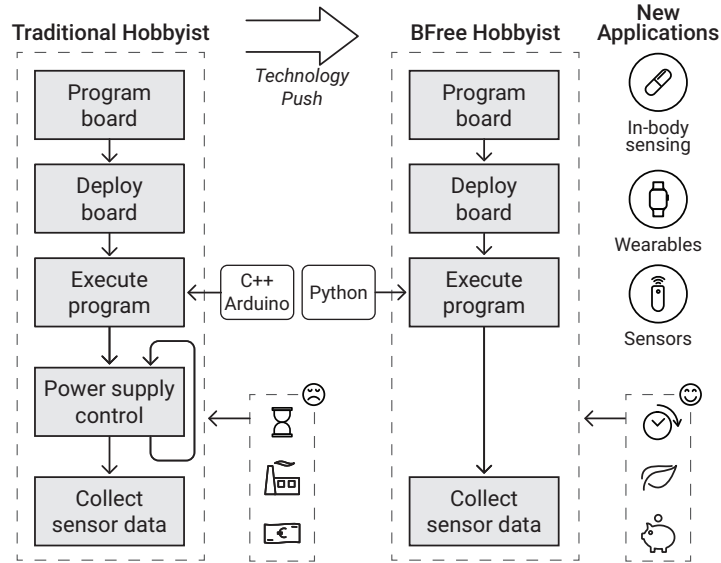 Traditional Hobbyist
Technology
Push
BFree Hobbyist
New
Applications
Program
board
Deploy
board
Execute
program
Power supply
control
Collect
sensor data
C++
Arduino
Python
Program
board
Deploy
board
Execute
program
Collect
sensor data
In-body
sensing
Wearables
Sensors
€